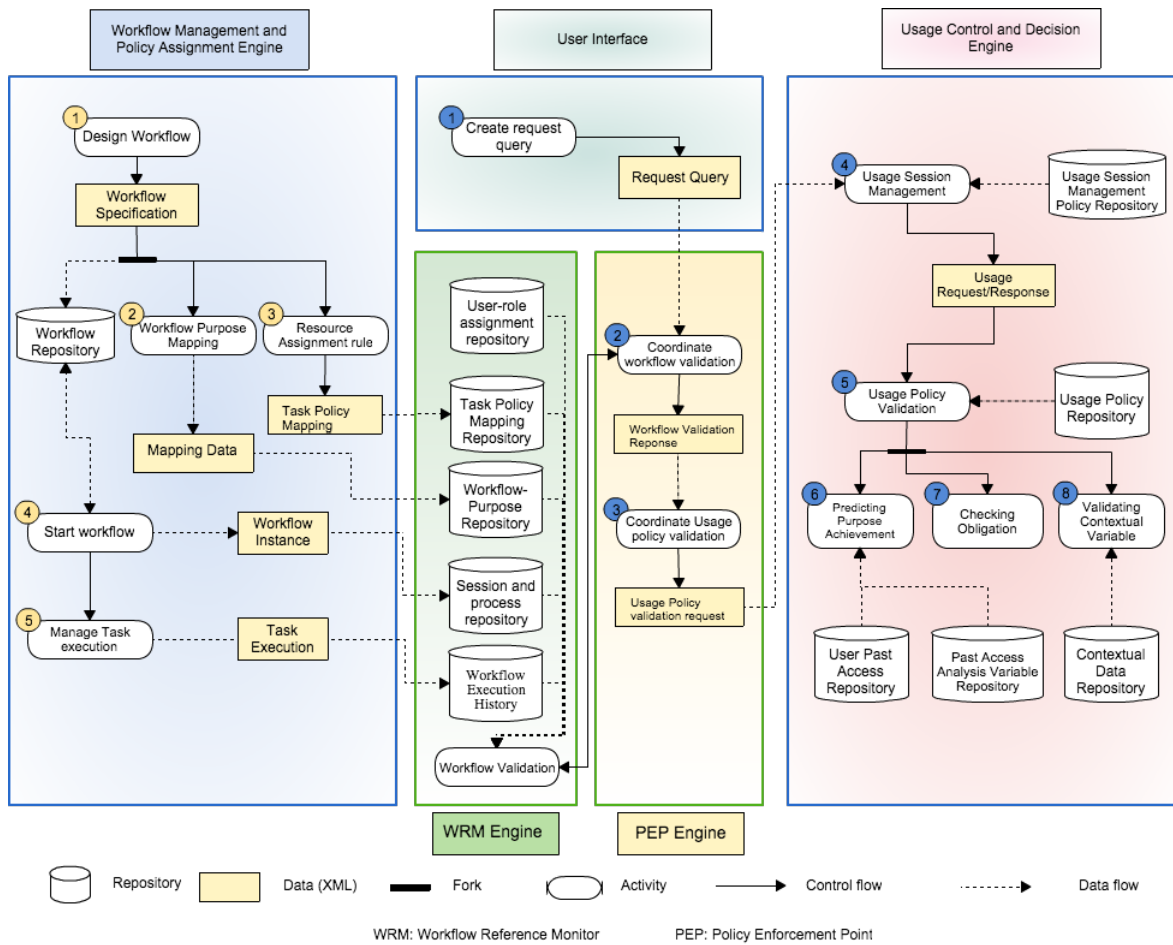 Workflow Management and
Policy Assignment Engine
User Interface
Usage Control and Decision
Engine
1
Design Workflow
Workflow
Specification
Workflow
Repository
2
Workflow Purpose
Mapping
3
Resource
Assignment rule
Task Policy
Mapping
Mapping Data
4
Start workflow
Workflow
Instance
5
Manage Task
execution
Task
Execution
1
Create request
query
Request Query
User-role
assignment
repository
Task Policy
Mapping
Repository
Workflow-
Purpose
Repository
Session and
process
repository
Workflow
Execution
History
Workflow Validation
WRM Engine
2
Coordinate
workflow validation
Workflow Validation
Reponse
3
Coordinate Usage
policy validation
Usage Policy
validation request
PEP Engine
4
Usage Session
Management
Usage Session
Management
Policy Repository
Usage
Request/Response
5
Usage Policy
Validation
Usage Policy
Repository
6
Predicting
Purpose
Achievement
7
Checking
Obligation
8
Validating
Contextual
Variable
User Past
Access
Repository
Past Access
Analysis Variable
Repository
Contextual
Data
Repository
Repository
Data (XML)
Fork
Activity
Control flow
Data flow
WRM: Workflow Reference Monitor
PEP: Policy Enforcement Point